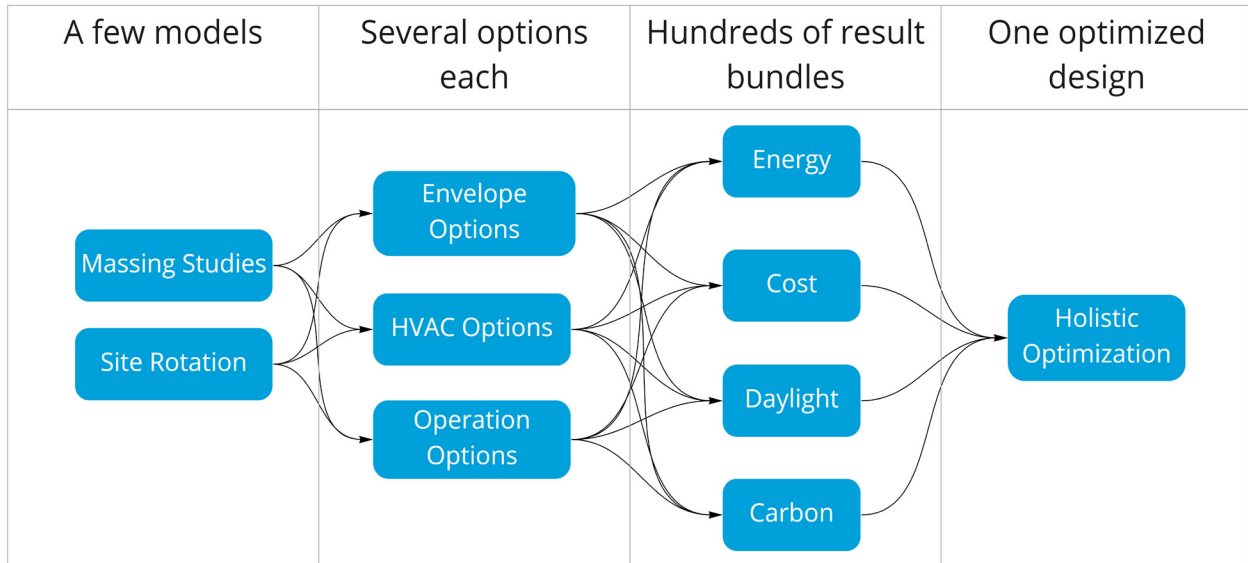 A few models
Several options
each
Hundreds of result
bundles
One optimized
design
Massing Studies
Site Rotation
Envelope
Options
HVAC Options
Operation
Options
Energy
Cost
Daylight
Carbon
Holistic
Optimization